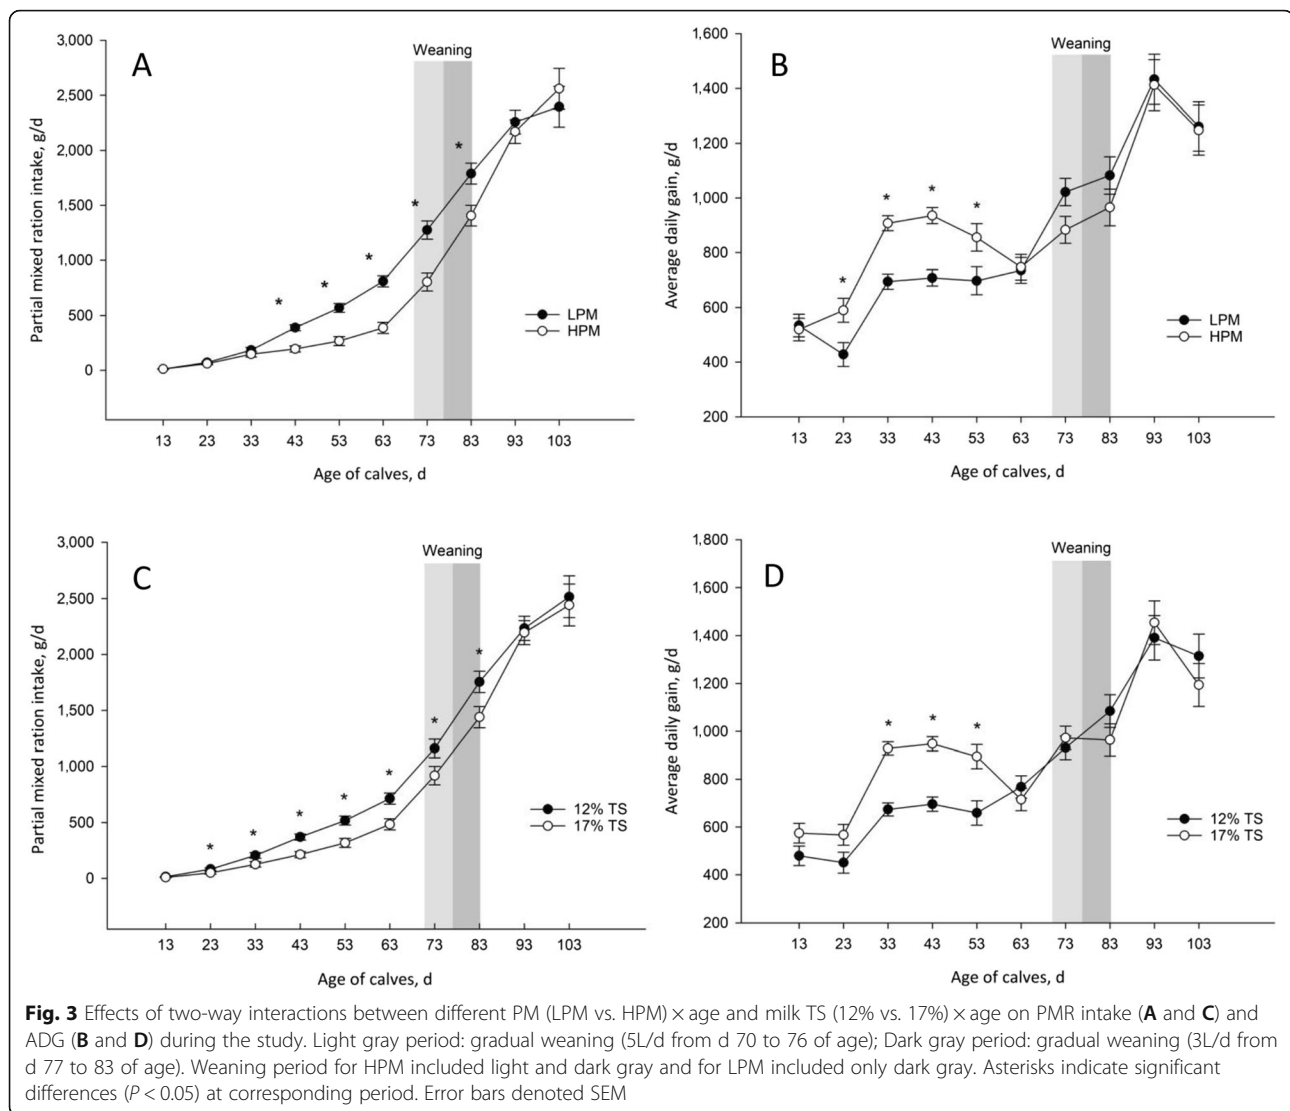 A
Weaning
3,000
2,500
2,000
1,500
1,000
500
0
Partial mixed ration intake, g/d
*
*
*
*
*
LPM
HPM
13 23 33 43 53 63 73 83 93 103
Age of calves, d
B
Weaning
1,600
1,400
1,200
1,000
800
600
400
200
Average daily gain, g/d
* * * *
LPM
HPM
13 23 33 43 53 63 73 83 93 103
Age of calves, d
C
Weaning
3,000
2,500
2,000
1,500
1,000
500
0
Partial mixed ration intake, g/d
* * * * * * *
12% TS
17% TS
13 23 33 43 53 63 73 83 93 103
Age of calves, d
D
Weaning
1,800
1,600
1,400
1,200
1,000
800
600
400
200
Average daily gain, g/d
* * *
12% TS
17% TS
13 23 33 43 53 63 73 83 93 103
Age of calves, d
Fig. 3 Effects of two-way interactions between different PM (LPM vs. HPM) × age and milk TS (12% vs. 17%) × age on PMR intake (A and C) and
ADG (B and D) during the study. Light gray period: gradual weaning (5L/d from d 70 to 76 of age); Dark gray period: gradual weaning (3L/d from
d 77 to 83 of age). Weaning period for HPM included light and dark gray and for LPM included only dark gray. Asterisks indicate significant
differences (P < 0.05) at corresponding period. Error bars denoted SEM